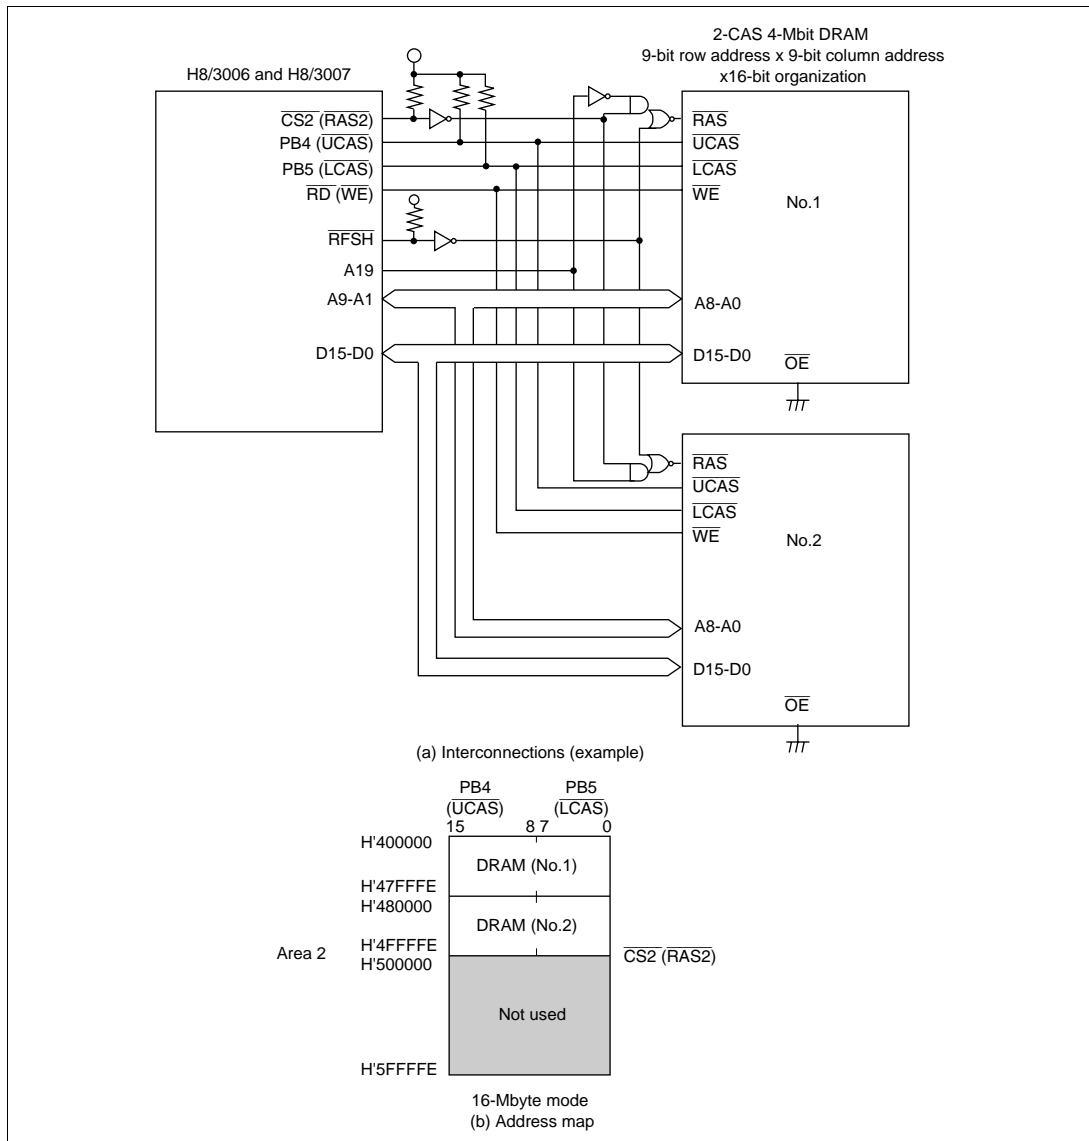 2-CAS 4-Mbit DRAM
9-bit row address x 9-bit column address
x16-bit organization
H8/3006 and H8/3007
CS2 (RAS2)
PB4 (UCAS)
PB5 (LCAS)
RD (WE)
RFSH
A19
A9-A1
D15-D0
RAS
UCAS
LCAS
WE
No.1
A8-A0
D15-D0
OE
RAS
UCAS
LCAS
WE
No.2
A8-A0
D15-D0
OE
(a) Interconnections (example)
PB4 PB5
(UCAS) (LCAS)
15 8 7 0
H'400000
DRAM (No.1)
H'47FFFE
H'480000
DRAM (No.2)
H'4FFFFE
Area 2
CS2 (RAS2)
H'500000
Not used
H'5FFFFE
16-Mbyte mode
(b) Address map